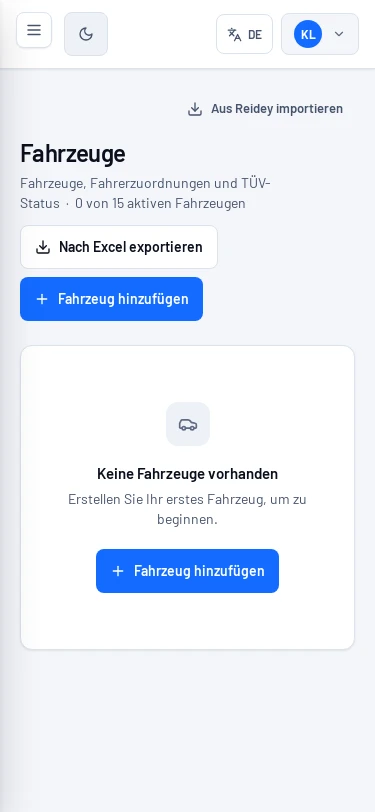 DE
KL
Aus Reidey importieren
Fahrzeuge
Fahrzeuge, Fahrerzuordnungen und TÜV-
Status · 0 von 15 aktiven Fahrzeugen
Nach Excel exportieren
Fahrzeug hinzufügen
Keine Fahrzeuge vorhanden
Erstellen Sie Ihr erstes Fahrzeug, um zu
beginnen.
Fahrzeug hinzufügen